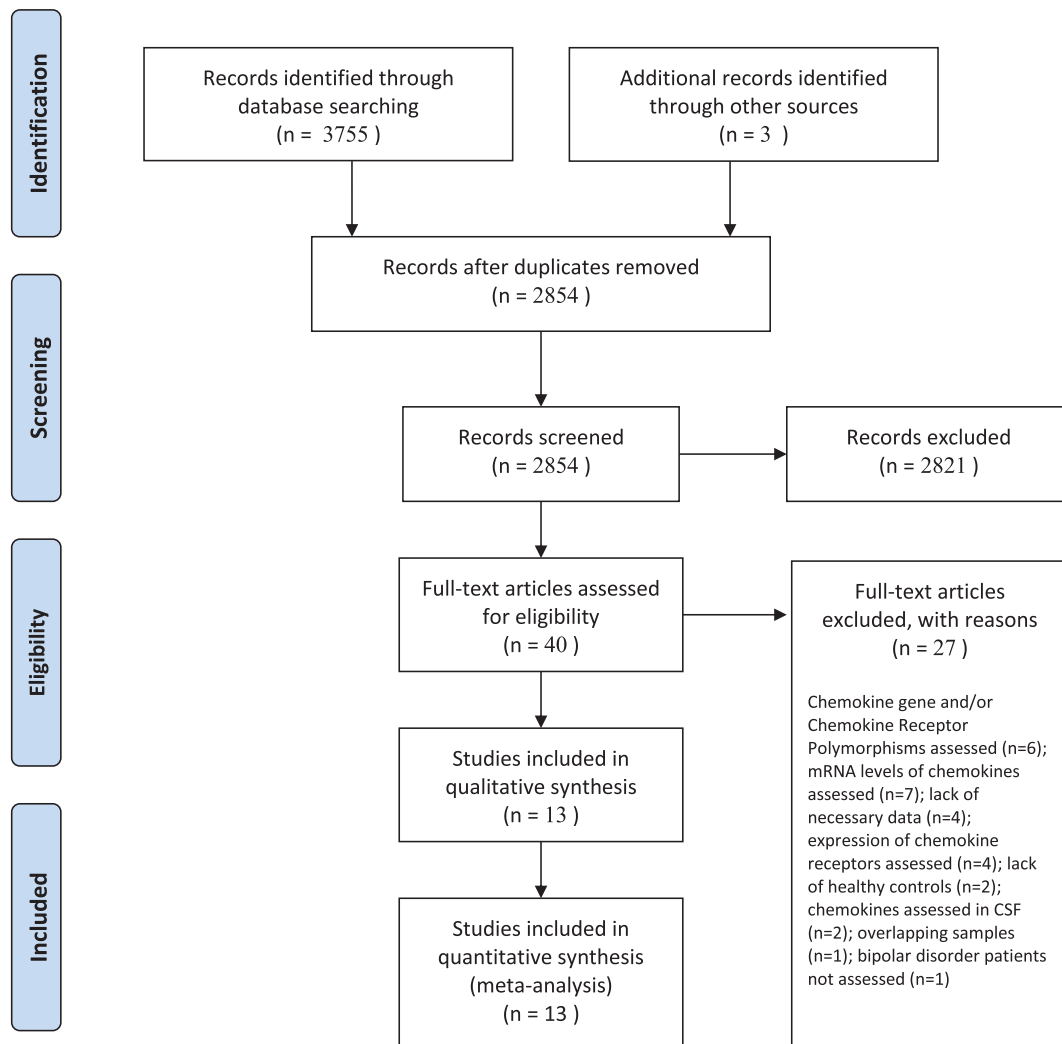 Identification
Records identified through
database searching
(n = 3755 )
Additional records identified
through other sources
(n = 3 )
Records after duplicates removed
(n = 2854 )
Screening
Records screened
(n = 2854 )
Records excluded
(n = 2821 )
Eligibility
Full-text articles assessed
for eligibility
(n = 40 )
Full-text articles
excluded, with reasons
(n = 27 )
Chemokine gene and/or
Chemokine Receptor
Polymorphisms assessed (n=6);
mRNA levels of chemokines
assessed (n=7); lack of
necessary data (n=4);
expression of chemokine
receptors assessed (n=4); lack
of healthy controls (n=2);
chemokines assessed in CSF
(n=2); overlapping samples
(n=1); bipolar disorder patients
not assessed (n=1)
Studies included in
qualitative synthesis
(n = 13 )
Included
Studies included in
quantitative synthesis
(meta-analysis)
(n = 13 )